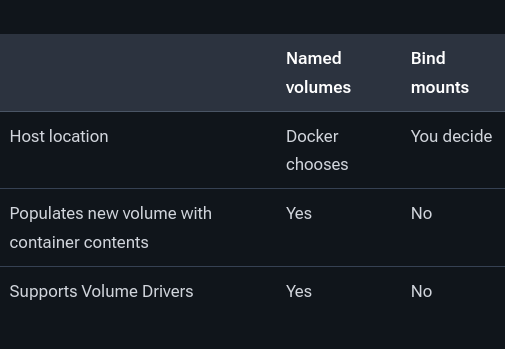 Named Bind
volumes mounts
Host location Docker You decide
chooses
Populates new volume with Yes No
container contents
Supports Volume Drivers Yes No